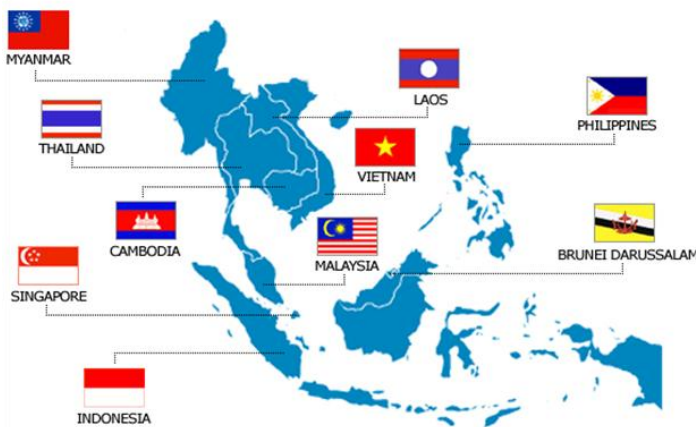 MYANMAR
LAOS
PHILIPPINES
THAILAND
VIETNAM
CAMBODIA
MALAYSIA
BRUNEI DARUSSALAM
SINGAPORE
INDONESIA